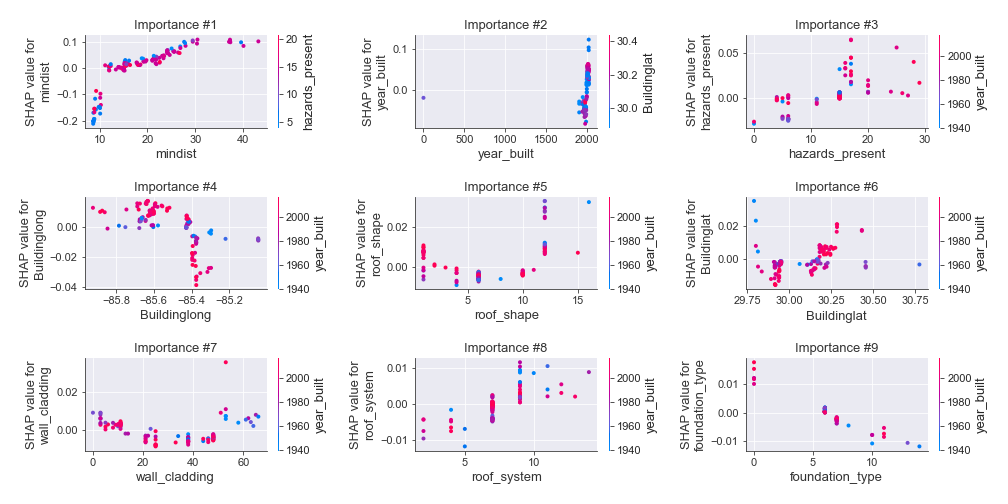 Importance #1
0.1
0.0
−0.1
−0.2
SHAP value for
mindist
10
20
30
40
mindist
20
15
10
5
hazards_present
Importance #2
0.1
0.0
SHAP value for
year_built
0
500
1000
1500
2000
year_built
30.4
30.2
30.0
Buildinglat
Importance #3
0.05
0.00
SHAP value for
hazards_present
0
10
20
30
hazards_present
2000
1980
1960
1940
year_built
Importance #4
0.00
−0.02
−0.04
SHAP value for
Buildinglong
−85.8
−85.6
−85.4
−85.2
Buildinglong
2000
1980
1960
1940
year_built
Importance #5
0.02
0.00
SHAP value for
roof_shape
5
10
15
roof_shape
2000
1980
1960
1940
year_built
Importance #6
0.02
0.00
SHAP value for
Buildinglat
29.75
30.00
30.25
30.50
30.75
Buildinglat
2000
1980
1960
1940
year_built
Importance #7
0.02
0.00
SHAP value for
wall_cladding
0
20
40
60
wall_cladding
2000
1980
1960
1940
year_built
Importance #8
0.01
0.00
−0.01
SHAP value for
roof_system
5
10
roof_system
2000
1980
1960
1940
year_built
Importance #9
0.01
0.00
−0.01
SHAP value for
foundation_type
0
5
10
foundation_type
2000
1980
1960
1940
year_built